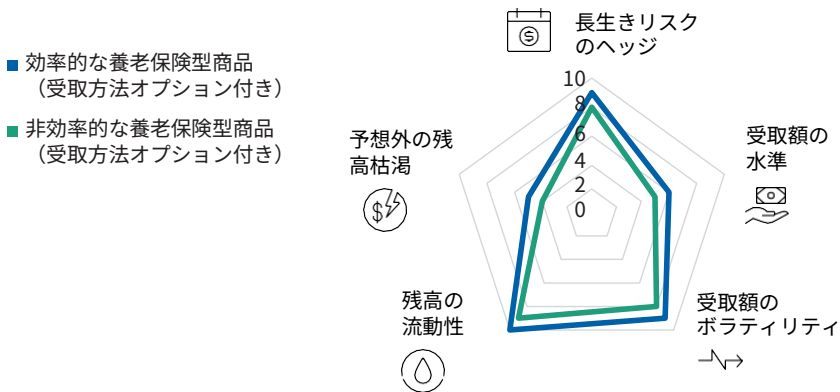 効率的な養老保険型商品
（受取方法オプション付き）
非効率的な養老保険型商品
（受取方法オプション付き）
長生きリスク
のヘッジ
10
8
6
4
2
0
受取額の
水準
受取額の
ボラティリティ
残高の
流動性
予想外の残
高枯渇